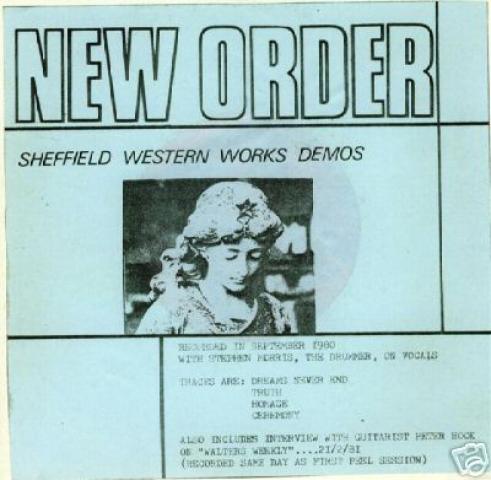 NEW ORDER
SHEFFIELD WESTERN WORKS DEMOS
RECORDED IN SEPTEMBER 1980
WITH STEPHEN MORRIS, THE DRUMMER, ON VOCALS
TRACKS ARE: DREAMS NEVER END
TRUTH
HOMAGE
CEREMONY
ALSO INCLUDES INTERVIEW WITH GUITARIST PETER HOOK
ON "WALTERS WEEKLY"....21/2/81
(RECORDED SAME DAY AS FIRST PEEL SESSION)